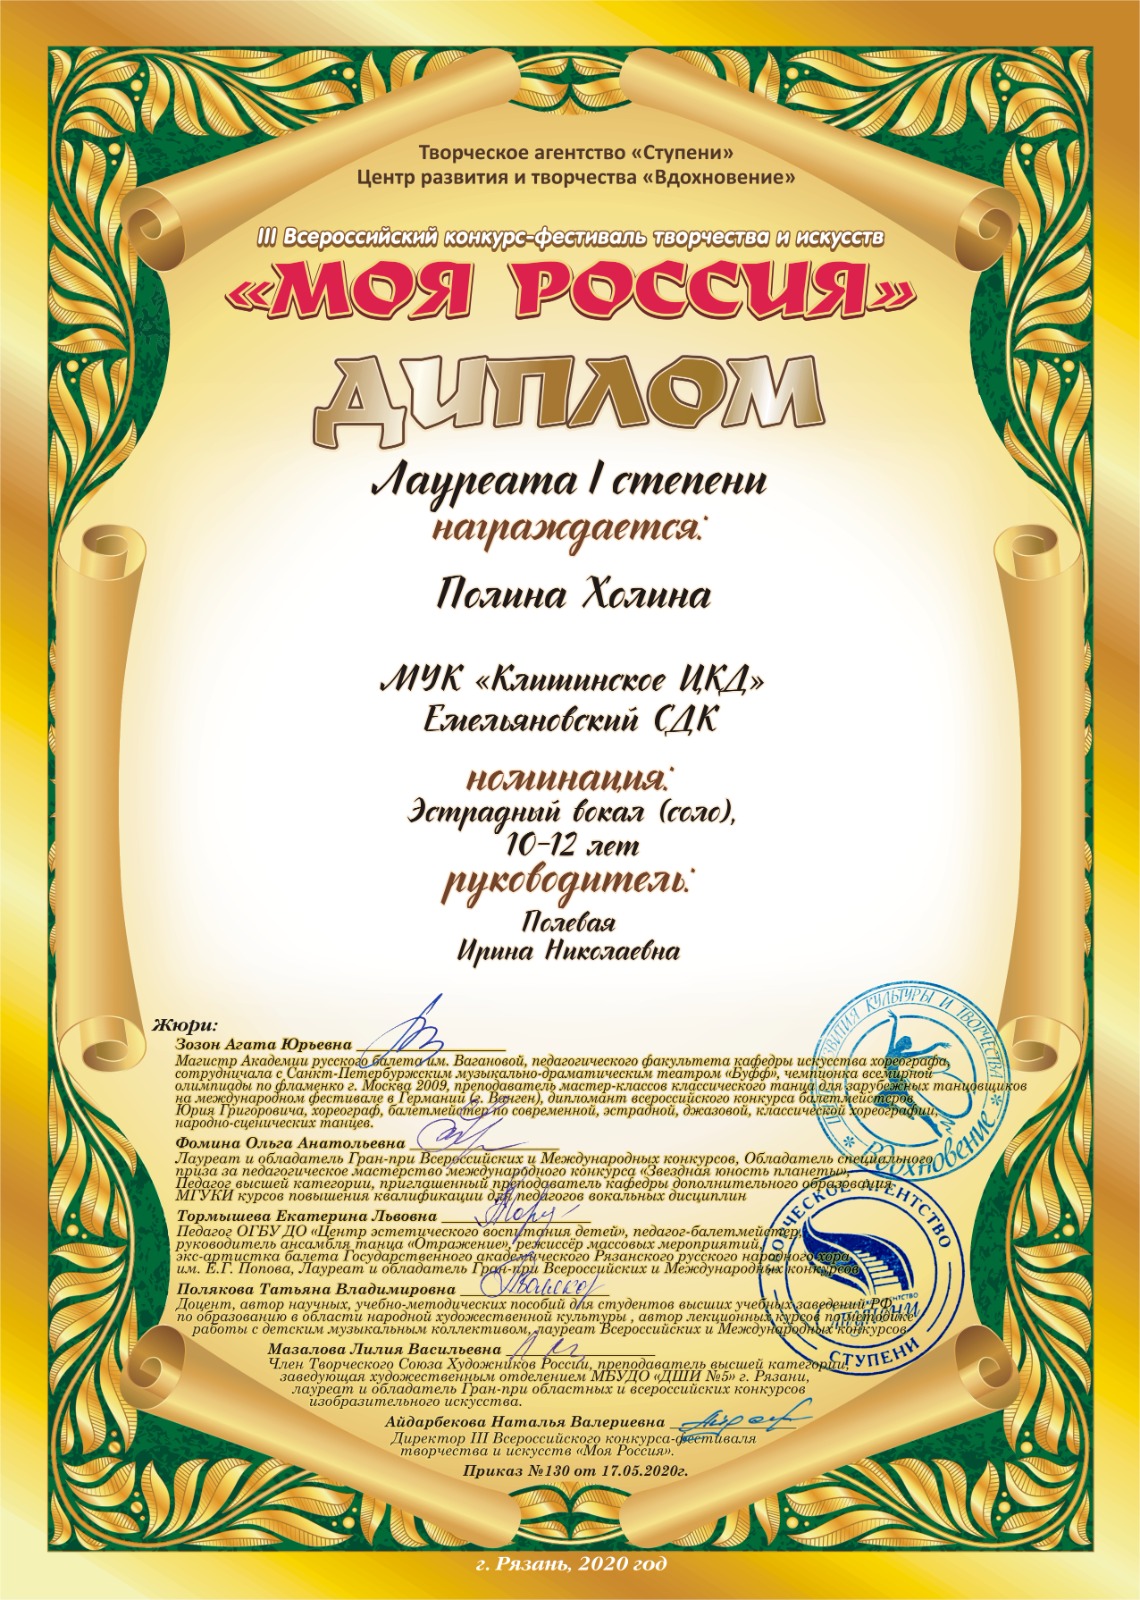 Творческое агентство «Ступени»
Центр развития и творчества «Вдохновение»
III Всероссийский конкурс-фестиваль творчества и искусств
«МОЯ РОССИЯ»
ДИПЛОМ
Лауреата I степени
награждается:
Полина Холина
МУК «Клишинское ЦКД»
Емельяновский СДК
номинация:
Эстрадный вокал (соло),
10-12 лет
руководитель:
Полевая
Ирина Николаевна
Жюри:
Зозон Агата Юрьевна
Магистр Академии русского балета им. Вагановой, педагогического факультета кафедры искусства хореографа,
сотрудничала с Санкт-Петербуржским музыкально-драматическим театром «Буфф», чемпионка всемирной
олимпиады по фламенко г. Москва 2009, преподаватель мастер-классов классического танца для зарубежных танцовщиков
на международном фестивале в Германии (г. Венген), дипломант всероссийского конкурса балетмейстеров
Юрия Григоровича, хореограф, балетмейстер по современной, эстрадной, джазовой, классической хореографии,
народно-сценических танцев.
Фомина Ольга Анатольевна
Лауреат и обладатель Гран-при Всероссийских и Международных конкурсов, Обладатель специального
приза за педагогическое мастерство международного конкурса «Звездная юность планеты»,
Педагог высшей категории, приглашенный преподаватель кафедры дополнительного образования
МГУКИ курсов повышения квалификации для педагогов вокальных дисциплин
Тормышева Екатерина Львовна
Педагог ОГБУ ДО «Центр эстетического воспитания детей», педагог-балетмейстер,
руководитель ансамбля танца «Отражение», режиссёр массовых мероприятий,
экс-артистка балета Государственного академического Рязанского русского народного хора
им. Е.Г. Попова, Лауреат и обладатель Гран-при Всероссийских и Международных конкурсов
Полякова Татьяна Владимировна
Доцент, автор научных, учебно-методических пособий для студентов высших учебных заведений РФ
по образованию в области народной художественной культуры , автор лекционных курсов по методике
работы с детским музыкальным коллективом, лауреат Всероссийских и Международных конкурсов
Мазалова Лилия Васильевна
Член Творческого Союза Художников России, преподаватель высшей категории,
заведующая художественным отделением МБУДО «ДШИ №5» г. Рязани,
лауреат и обладатель Гран-при областных и всероссийских конкурсов
изобразительного искусства.
Айдарбекова Наталья Валериевна
Директор III Всероссийского конкурса-фестиваля
творчества и искусств «Моя Россия».
Приказ №130 от 17.05.2020г.
г. Рязань, 2020 год
РАЗВИТИЯ КУЛЬТУРЫ И ТВОРЧЕСТВА
Вдохновение
АГЕНТСТВО
СТУПЕНИ